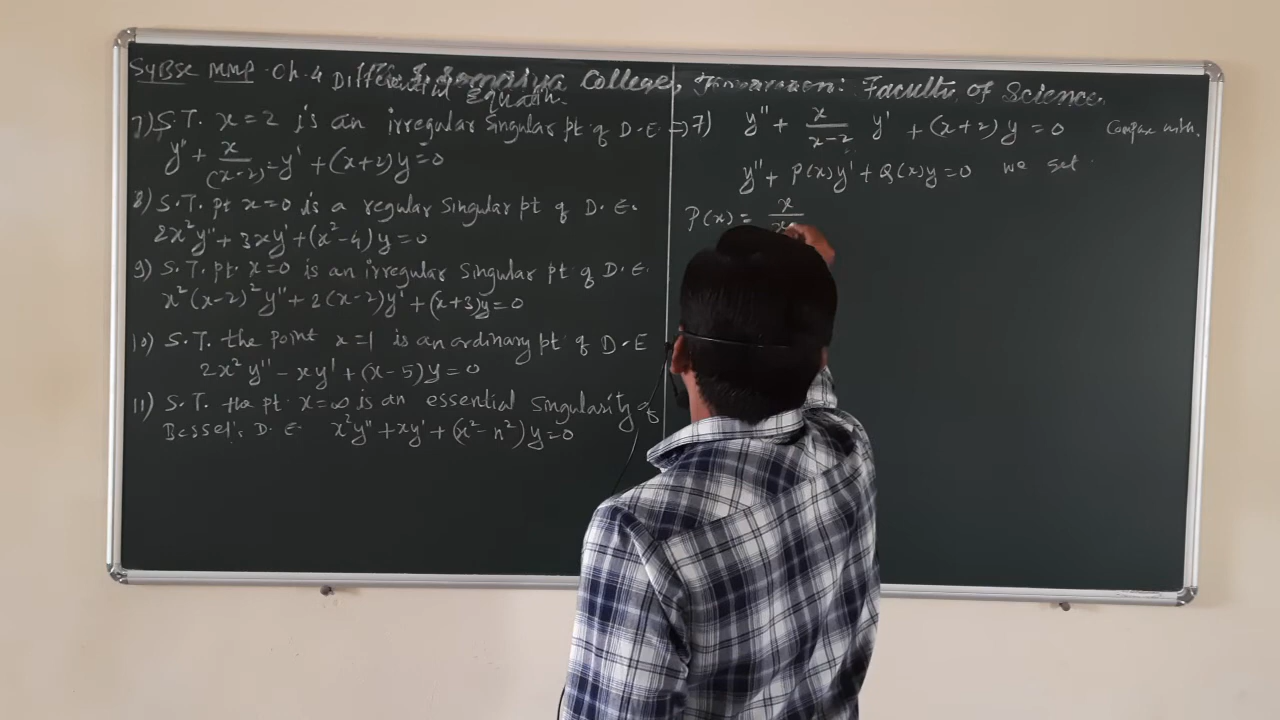 SyBSc MMP. Ch. 4 Differential
Equation.
College, Faculty of Science.
7) S.T. x=2 is an irregular singular pt of D.E.
y'' + x/(x-2) y' + (x+2)y=0
8) S.T. pt x=0 is a regular singular pt of D.E.
2x²y'' + 3xy' + (x²-4)y=0
9) S.T. pt. x=0 is an irregular singular pt of D.E.
x²(x-2)²y'' + 2(x-2)y' + (x+3)y=0
10) S.T. the point x=1 is an ordinary pt of D.E
2x²y'' - xy' + (x-5)y=0
11) S.T. the pt. x=∞ is an essential singularity of
Bessel's D.E. x²y'' + xy' + (x²-n²)y=0
⇒ 7) y'' + x/x-2 y' + (x+2)y=0 Compare with.
y'' + P(x)y' + Q(x)y=0 we get
P(x) = x/x